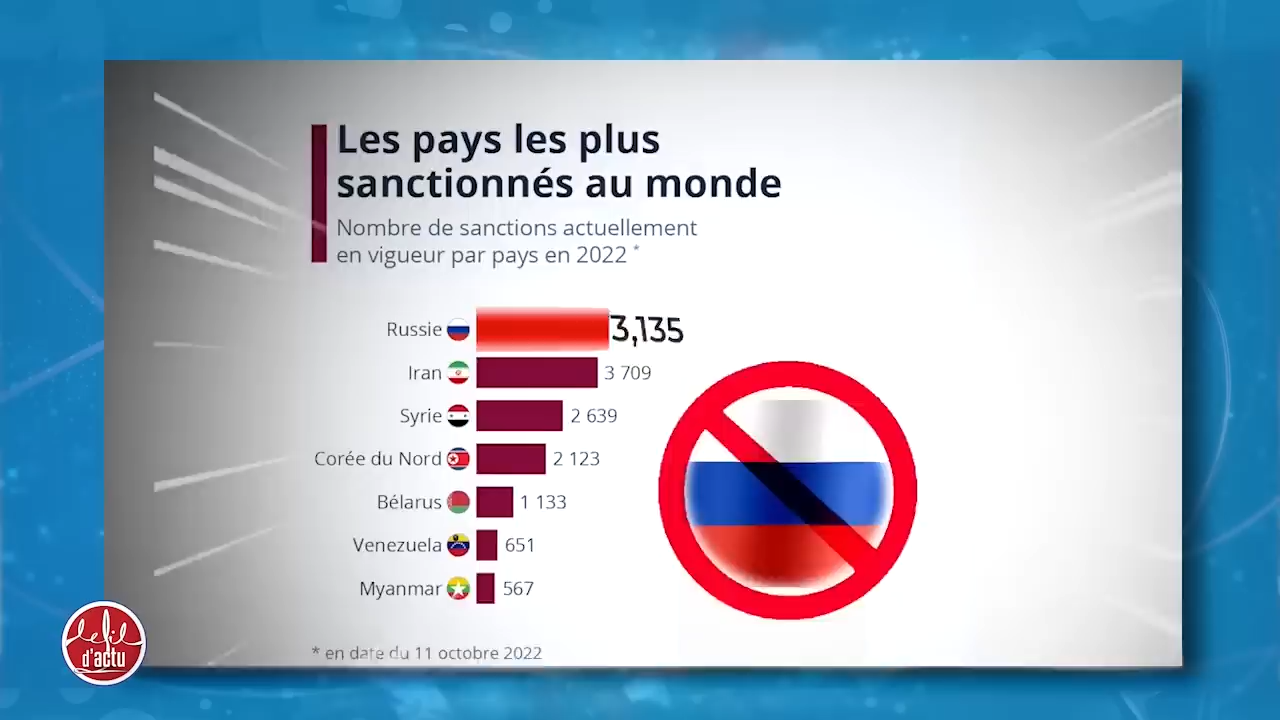 Les pays les plus
sanctionnés au monde
Nombre de sanctions actuellement
en vigueur par pays en 2022 *
Russie 3,135
Iran 3 709
Syrie 2 639
Corée du Nord 2 123
Bélarus 1 133
Venezuela 651
Myanmar 567
* en date du 11 octobre 2022
le fil
d'actu